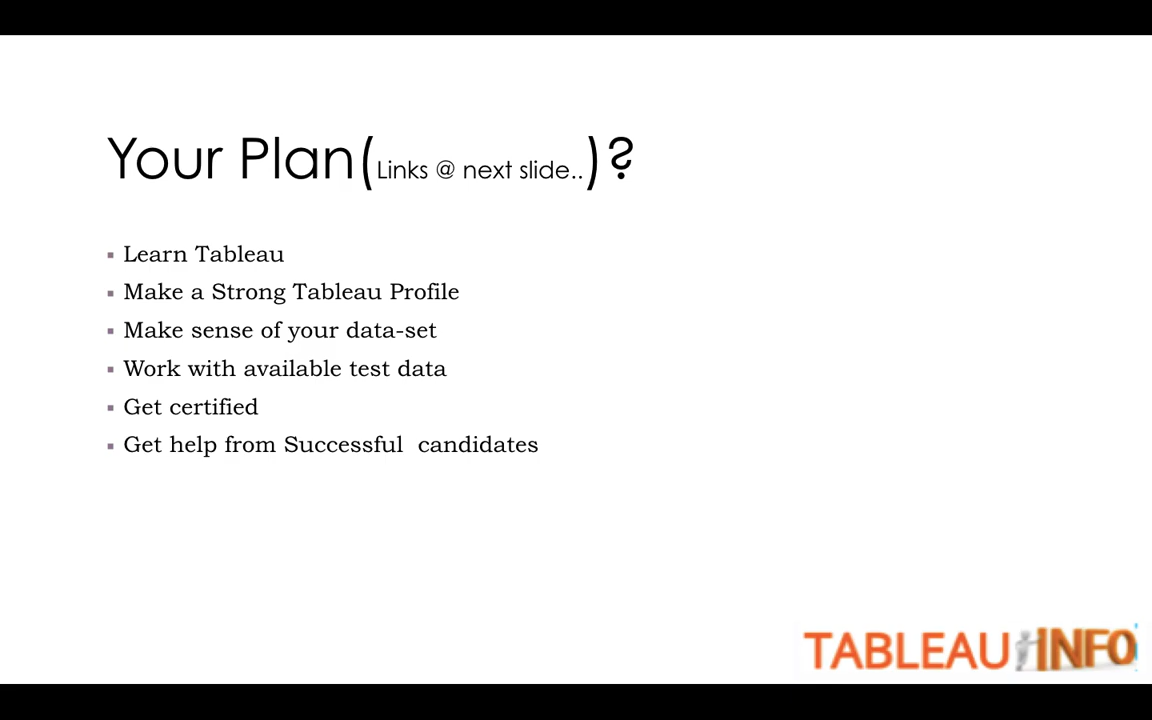 Your Plan(Links @ next slide..)?
Learn Tableau
Make a Strong Tableau Profile
Make sense of your data-set
Work with available test data
Get certified
Get help from Successful  candidates
TABLEAU INFO